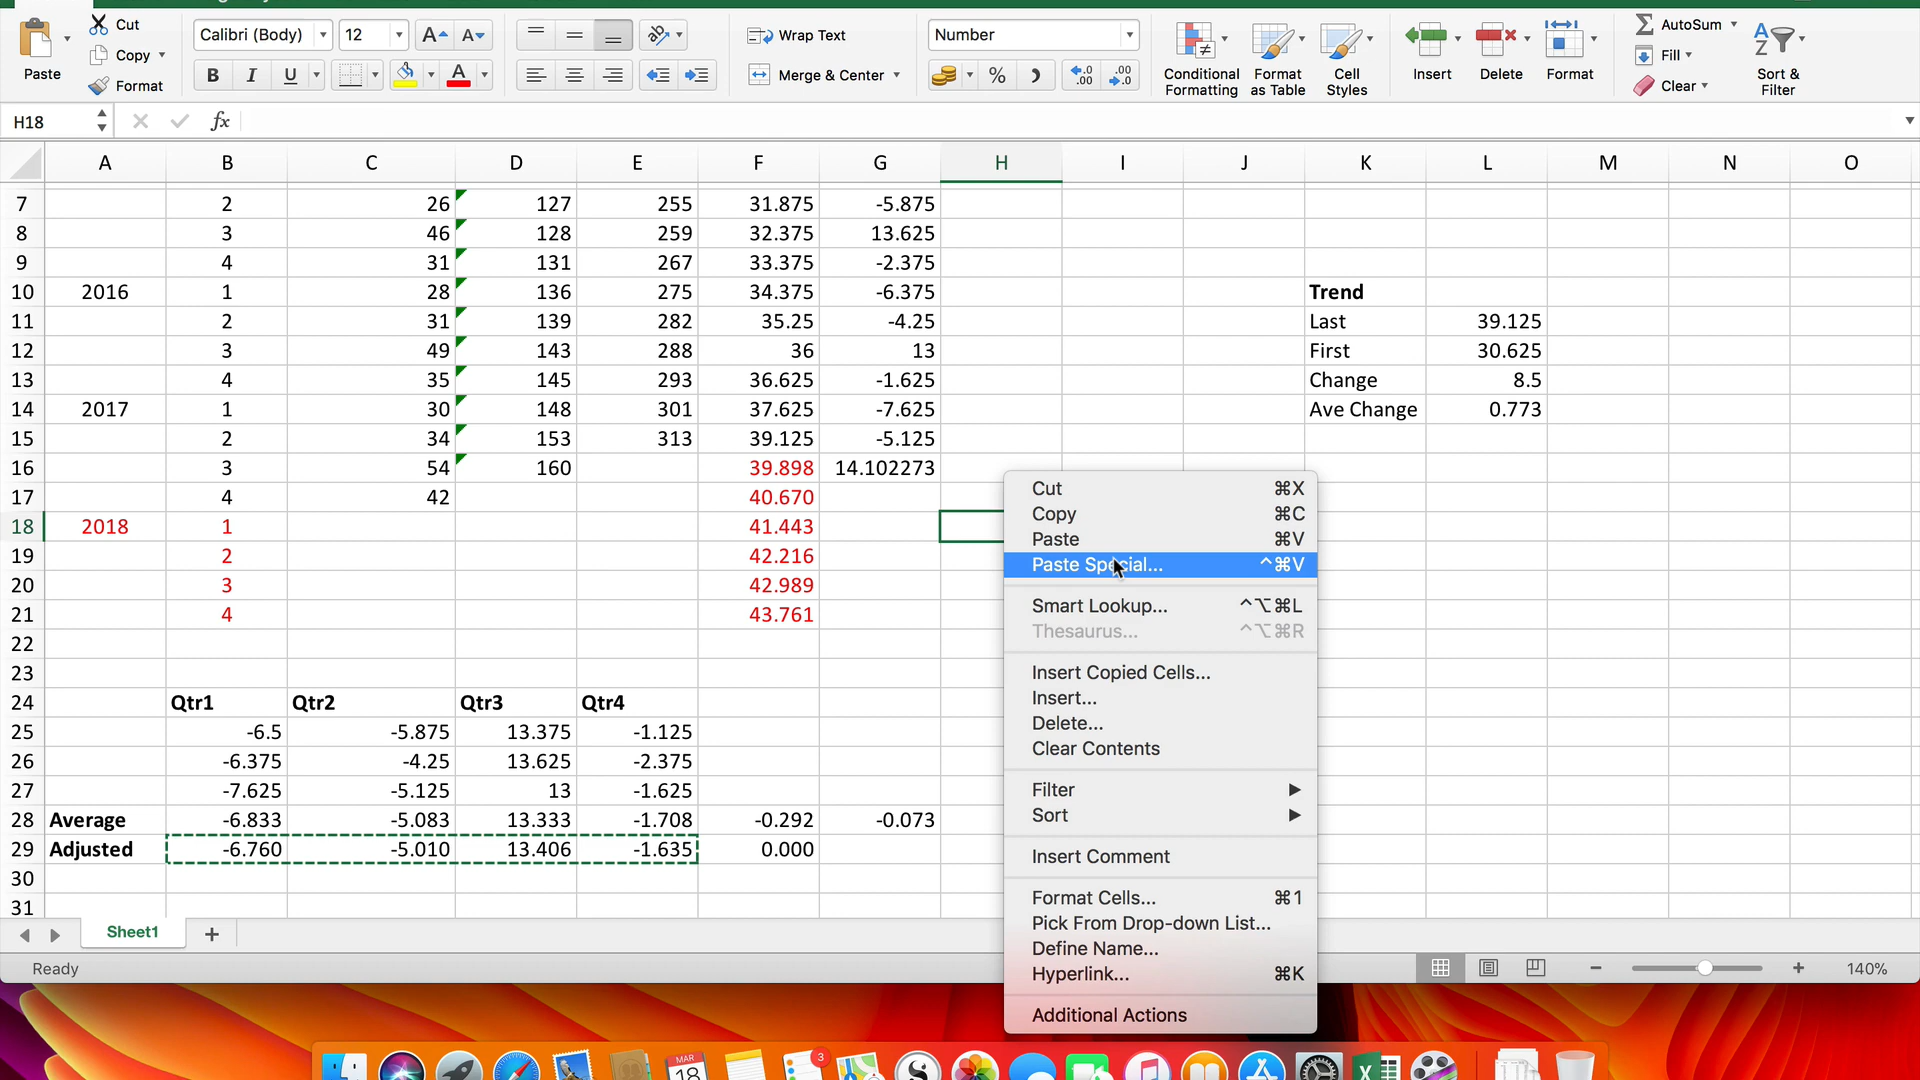 Cut
Calibri (Body) 12 A A Wrap Text Number AutoSum
Copy Fill
Paste Format B I U A Merge & Center % .00 .00 Conditional Formatting Format as Table Cell Styles Insert Delete Format Clear Sort & Filter
H18 fx
A B C D E F G H I J K L M N O
7 2 26 127 255 31.875 -5.875
8 3 46 128 259 32.375 13.625
9 4 31 131 267 33.375 -2.375
10 2016 1 28 136 275 34.375 -6.375 Trend
11 2 31 139 282 35.25 -4.25 Last 39.125
12 3 49 143 288 36 13 First 30.625
13 4 35 145 293 36.625 -1.625 Change 8.5
14 2017 1 30 148 301 37.625 -7.625 Ave Change 0.773
15 2 34 153 313 39.125 -5.125
16 3 54 160 39.898 14.102273
17 4 42 40.670
18 2018 1 41.443
19 2 42.216
20 3 42.989
21 4 43.761
22
23
24 Qtr1 Qtr2 Qtr3 Qtr4
25 -6.5 -5.875 13.375 -1.125
26 -6.375 -4.25 13.625 -2.375
27 -7.625 -5.125 13 -1.625
28 Average -6.833 -5.083 13.333 -1.708 -0.292 -0.073
29 Adjusted -6.760 -5.010 13.406 -1.635 0.000
30
31
Cut ⌘X
Copy ⌘C
Paste ⌘V
Paste Special... ^⌘V
Smart Lookup... ^⌥⌘L
Thesaurus... ^⌥⌘R
Insert Copied Cells...
Insert...
Delete...
Clear Contents
Filter
Sort
Insert Comment
Format Cells... ⌘1
Pick From Drop-down List...
Define Name...
Hyperlink... ⌘K
Additional Actions
Sheet1 +
Ready 140%
MAR
18
3